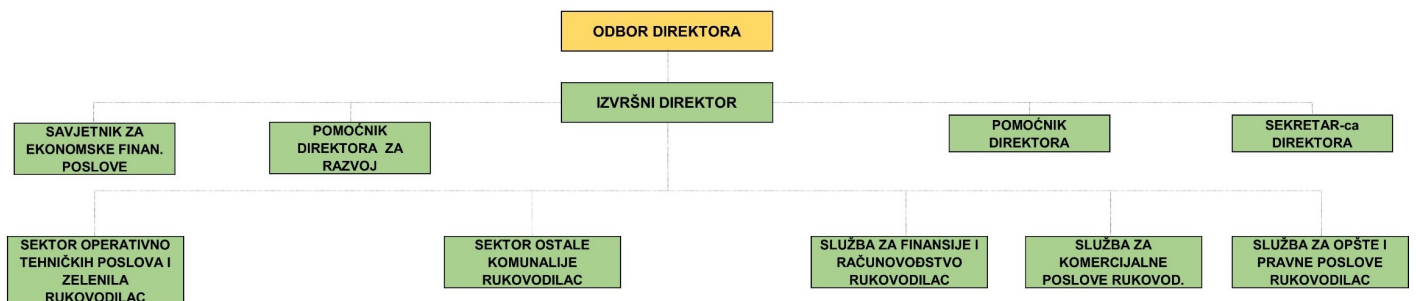 ODBOR DIREKTORA
IZVRŠNI DIREKTOR
SAVJETNIK ZA
EKONOMSKE FINAN.
POSLOVE
POMOĆNIK
DIREKTORA ZA
RAZVOJ
POMOĆNIK
DIREKTORA
SEKRETAR-ca
DIREKTORA
SEKTOR OPERATIVNO
TEHNIČKIH POSLOVA I
ZELENILA
RUKOVODILAC
SEKTOR OSTALE
KOMUNALIJE
RUKOVODILAC
SLUŽBA ZA FINANSIJE I
RAČUNOVOĐSTVO
RUKOVODILAC
SLUŽBA ZA
KOMERCIJALNE
POSLOVE RUKOVOD.
SLUŽBA ZA OPŠTE I
PRAVNE POSLOVE
RUKOVODILAC